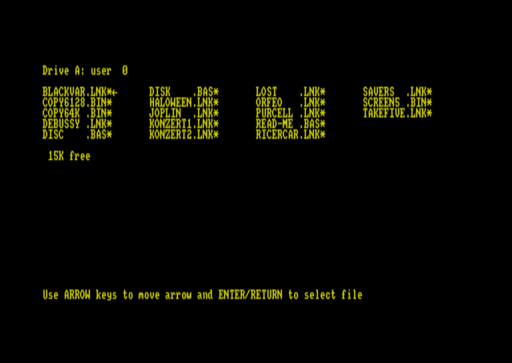 Drive A: user  0
BLACKVAR.LNK*← DISK    .BAS* LOST    .LNK* SAVERS  .LNK*
COPY6128.BIN* HALOWEEN.LNK* ORFEO   .LNK* SCREEN5 .BIN*
COPY64K .BIN* JOPLIN  .LNK* PURCELL .LNK* TAKEFIVE.LNK*
DEBUSSY .LNK* KONZERT1.LNK* READ-ME .BAS*
DISC    .BAS* KONZERT2.LNK* RICERCAR.LNK*
15K free
Use ARROW keys to move arrow and ENTER/RETURN to select file